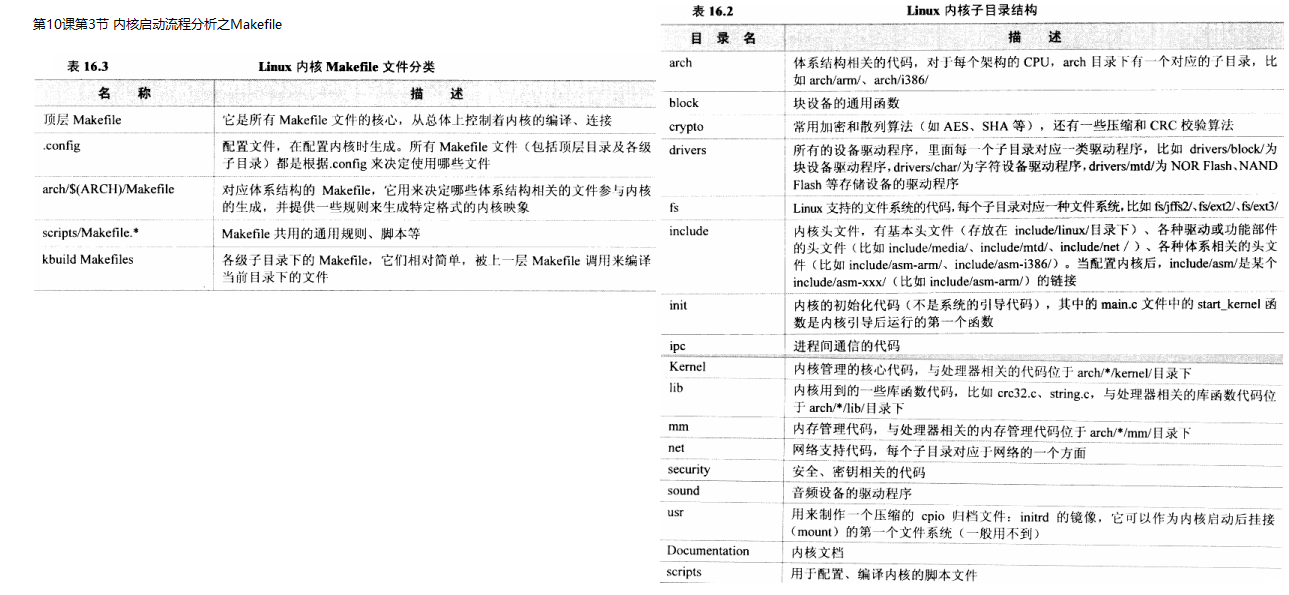 第10课第3节 内核启动流程分析之Makefile
表 16.3 Linux 内核 Makefile 文件分类
名 称 描 述
顶层 Makefile 它是所有 Makefile 文件的核心，从总体上控制着内核的编译、连接
.config 配置文件，在配置内核时生成。所有 Makefile 文件（包括顶层目录及各级
子目录）都是根据.config 来决定使用哪些文件
arch/$(ARCH)/Makefile 对应体系结构的 Makefile，它用来决定哪些体系结构相关的文件参与内核
的生成，并提供一些规则来生成特定格式的内核映象
scripts/Makefile.* Makefile 共用的通用规则、脚本等
kbuild Makefiles 各级子目录下的 Makefile，它们相对简单，被上一层 Makefile 调用来编译
当前目录下的文件
表 16.2 Linux 内核子目录结构
目 录 名 描 述
arch 体系结构相关的代码，对于每个架构的 CPU，arch 目录下有一个对应的子目录，比
如 arch/arm/、arch/i386/
block 块设备的通用函数
crypto 常用加密和散列算法（如 AES、SHA 等），还有一些压缩和 CRC 校验算法
drivers 所有的设备驱动程序，里面每一个子目录对应一类驱动程序，比如 drivers/block/为
块设备驱动程序，drivers/char/为字符设备驱动程序，drivers/mtd/为 NOR Flash、NAND
Flash 等存储设备的驱动程序
fs Linux 支持的文件系统的代码，每个子目录对应一种文件系统，比如 fs/jffs2/、fs/ext2/、fs/ext3/
include 内核头文件，有基本头文件（存放在 include/linux/目录下）、各种驱动或功能部件
的头文件（比如 include/media/、include/mtd/、include/net／）、各种体系相关的头文
件（比如 include/asm-arm/、include/asm-i386/）。当配置内核后，include/asm/是某个
include/asm-xxx/（比如 include/asm-arm/）的链接
init 内核的初始化代码（不是系统的引导代码），其中的 main.c 文件中的 start_kernel 函
数是内核引导后运行的第一个函数
ipc 进程间通信的代码
Kernel 内核管理的核心代码，与处理器相关的代码位于 arch/*/kernel/目录下
lib 内核用到的一些库函数代码，比如 crc32.c、string.c，与处理器相关的库函数代码位
于 arch/*/lib/目录下
mm 内存管理代码，与处理器相关的内存管理代码位于 arch/*/mm/目录下
net 网络支持代码，每个子目录对应于网络的一个方面
security 安全、密钥相关的代码
sound 音频设备的驱动程序
usr 用来制作一个压缩的 cpio 归档文件：initrd 的镜像，它可以作为内核启动后挂接
（mount）的第一个文件系统（一般用不到）
Documentation 内核文档
scripts 用于配置、编译内核的脚本文件